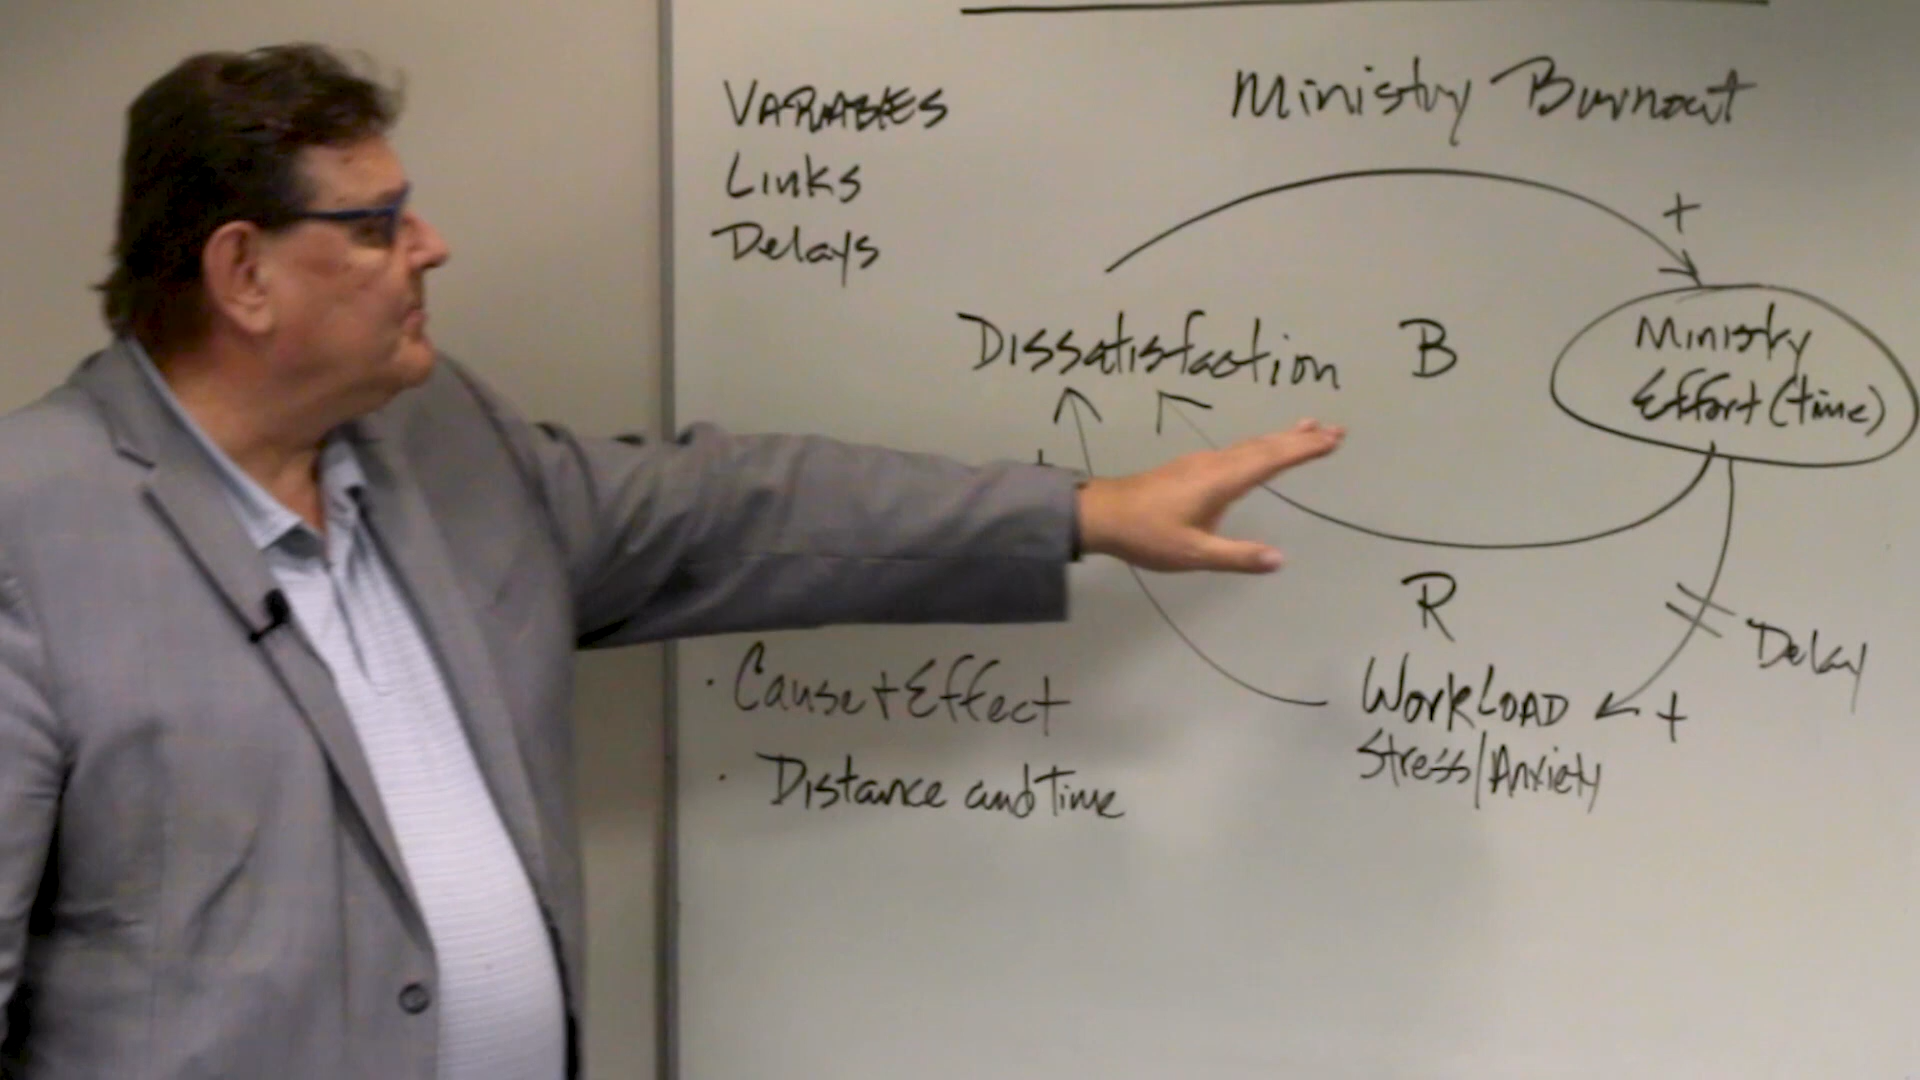 Ministry Burnout
VARIABLES
Links
Delays
+
Dissatisfaction
B
Ministry
Effort (time)
+
R
Delay
WorkLOAD
+
Stress/Anxiety
· Cause + Effect
· Distance and Time